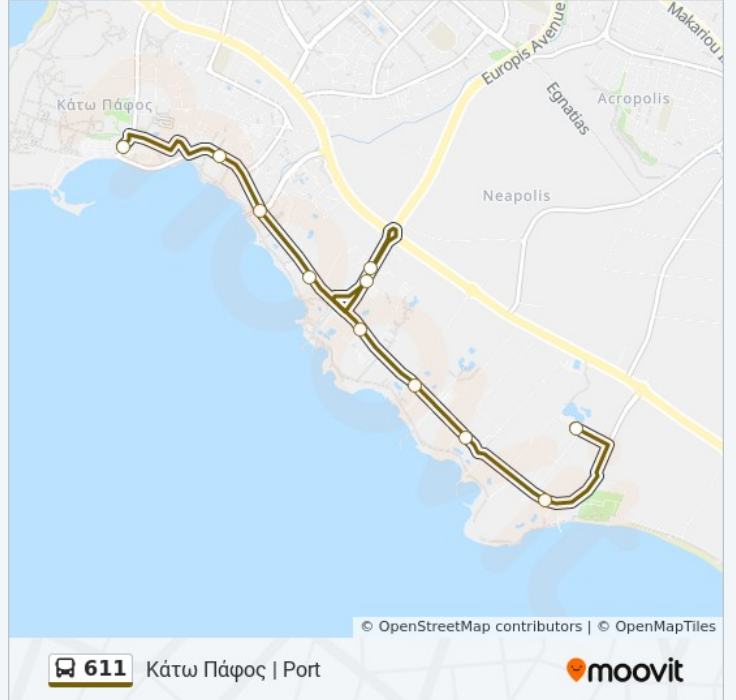 Makariou
Europis Avenue
Κάτω Πάφος
Acropolis
Egnatias
Neapolis
© OpenStreetMap contributors | © OpenMapTiles
611 Κάτω Πάφος | Port
moovit